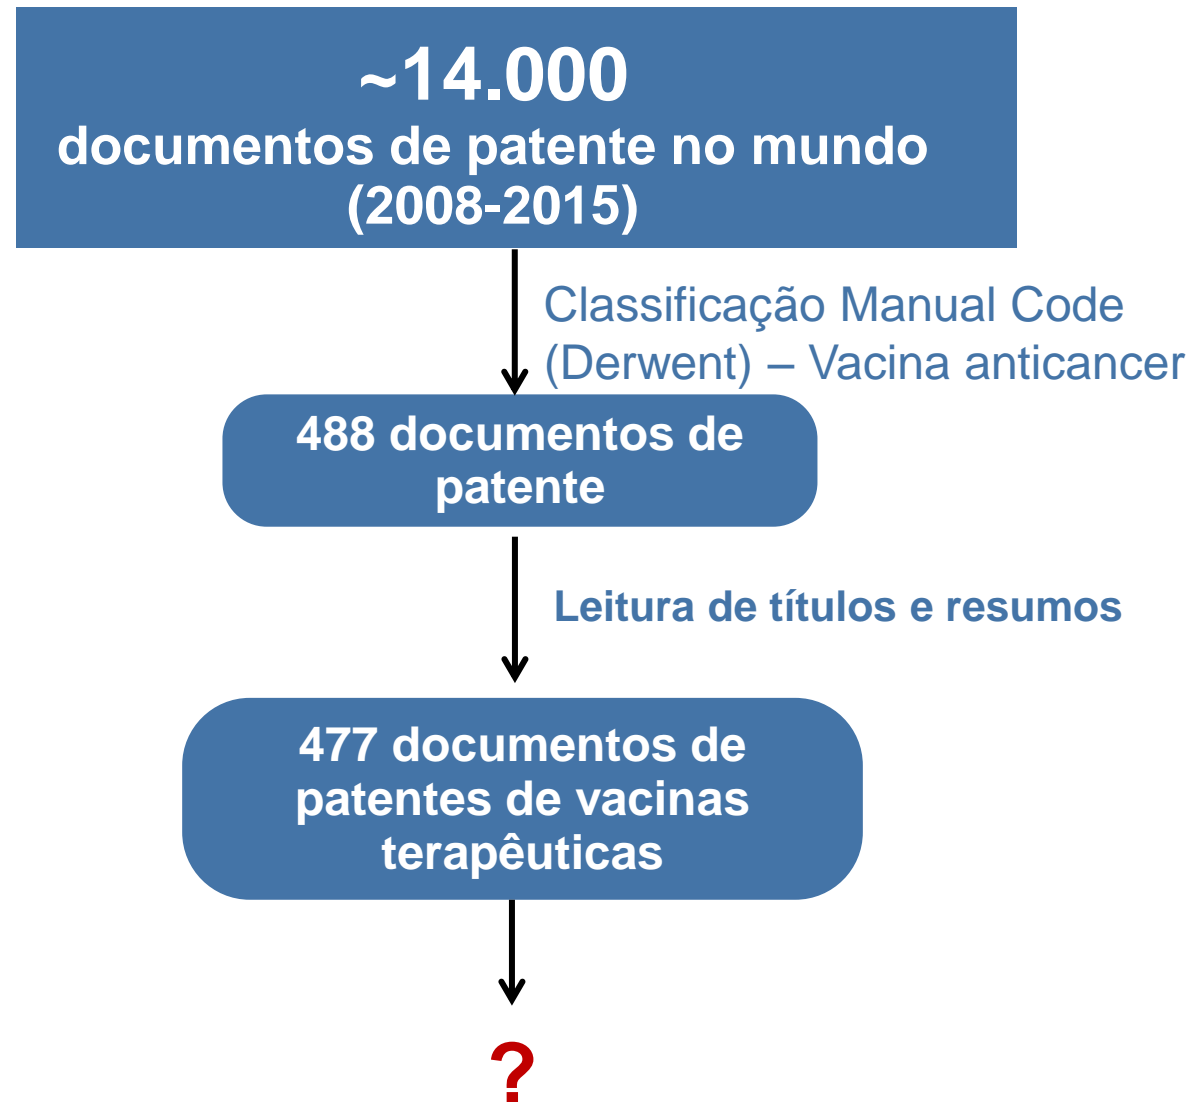 ~14.000
documentos de patente no mundo
(2008-2015)
Classificação Manual Code
(Derwent) – Vacina anticancer
488 documentos de
patente
Leitura de títulos e resumos
477 documentos de
patentes de vacinas
terapêuticas
?